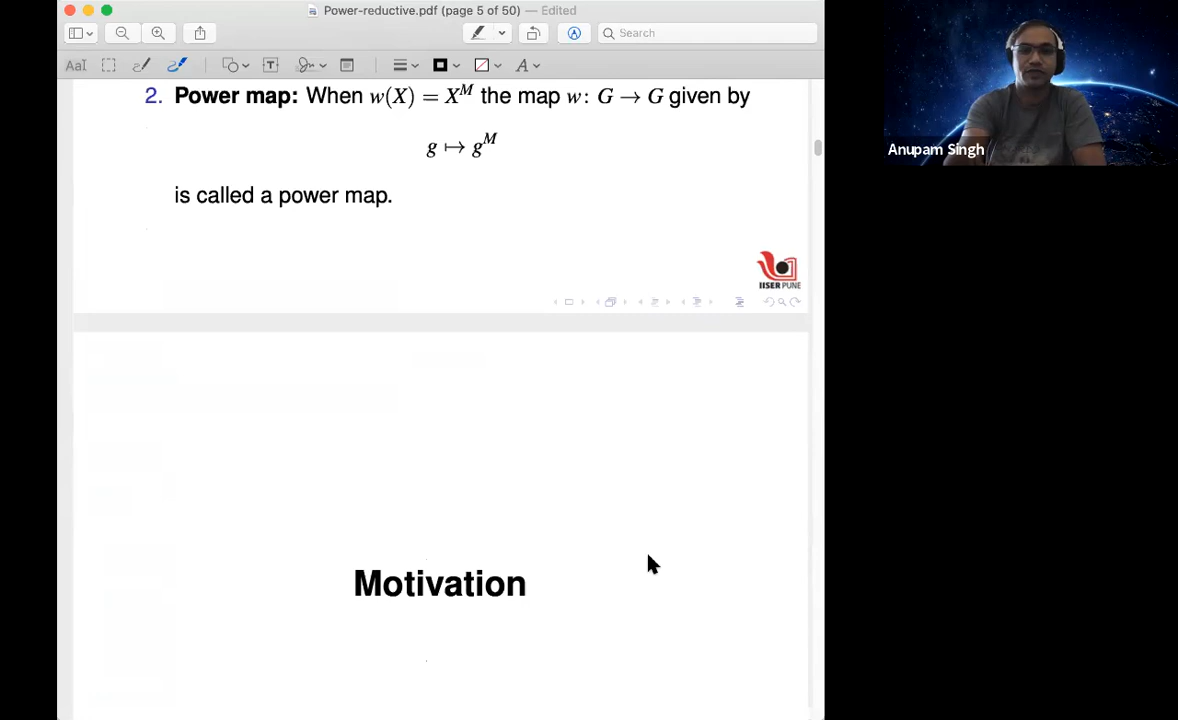 Power-reductive.pdf (page 5 of 50) — Edited
Search
AaI
A
2. Power map: When w(X) = X^M the map w: G → G given by
g ↦ g^M
is called a power map.
IISER PUNE
Motivation
Anupam Singh